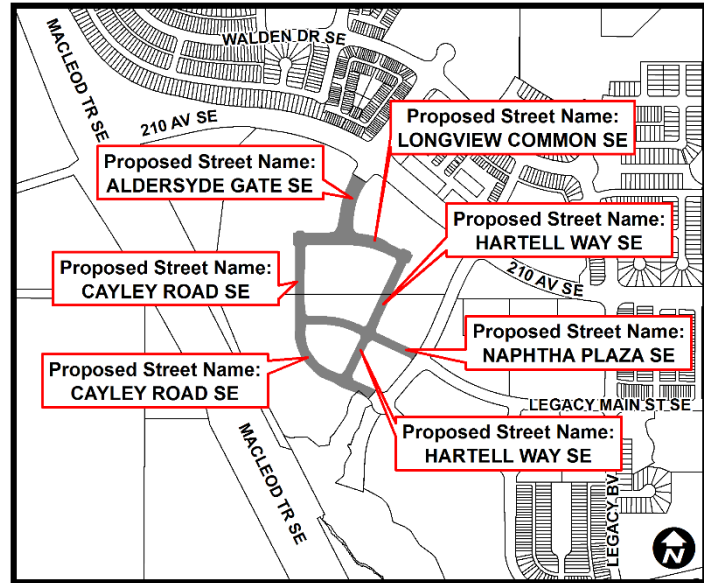 MACLEOD TR SE
WALDEN DR SE
210 AV SE
Proposed Street Name:
LONGVIEW COMMON SE
Proposed Street Name:
ALDERSYDE GATE SE
Proposed Street Name:
HARTELL WAY SE
Proposed Street Name:
CAYLEY ROAD SE
210 AV SE
Proposed Street Name:
NAPHTHA PLAZA SE
Proposed Street Name:
CAYLEY ROAD SE
LEGACY MAIN ST SE
Proposed Street Name:
HARTELL WAY SE
MACLEOD TR SE
LEGACY BV
N